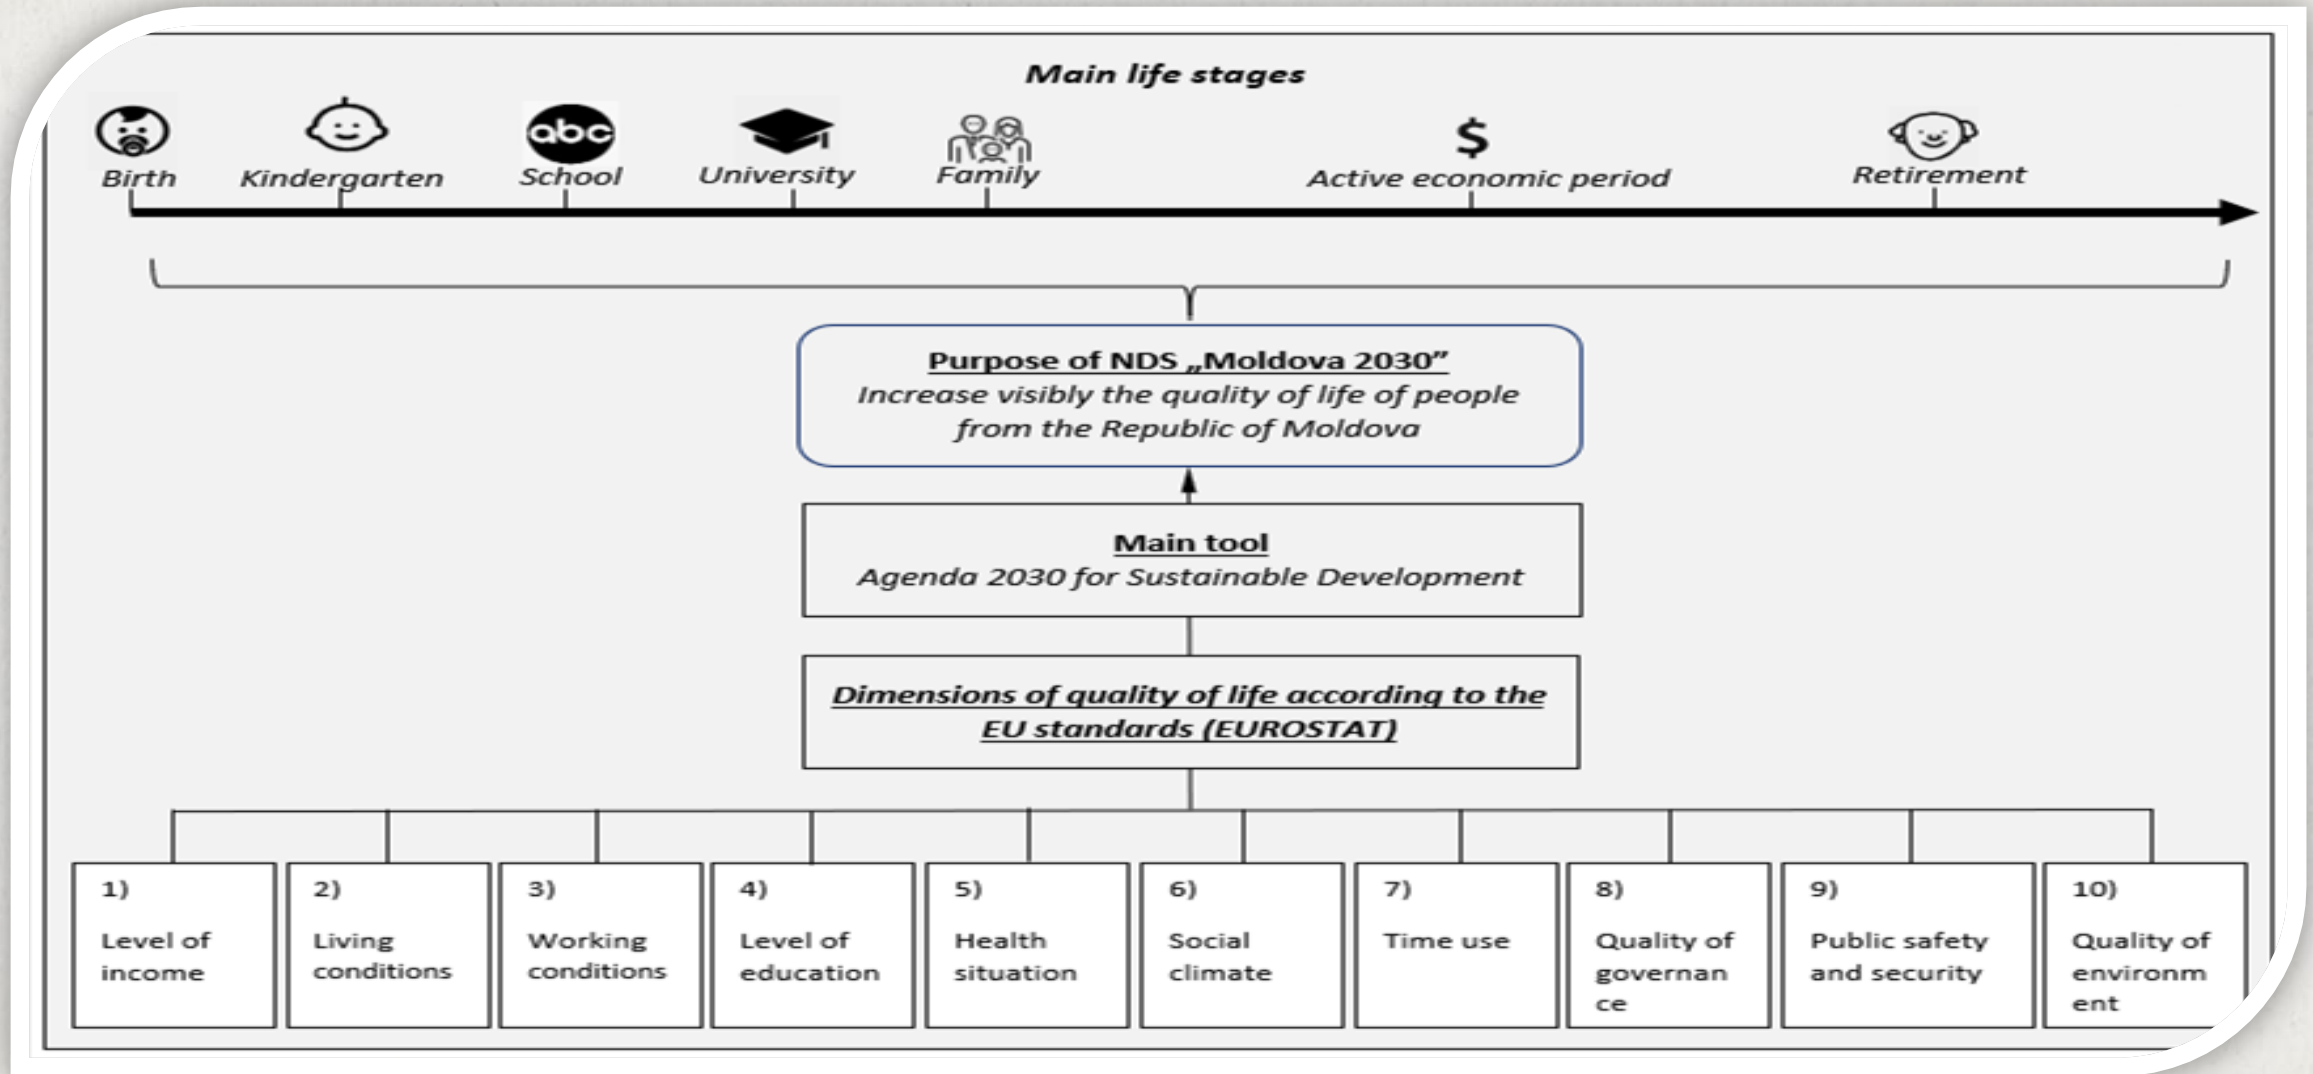 Main life stages
abc
$
Birth
Kindergarten
School
University
Family
Active economic period
Retirement
Purpose of NDS „Moldova 2030”
Increase visibly the quality of life of people
from the Republic of Moldova
Main tool
Agenda 2030 for Sustainable Development
Dimensions of quality of life according to the
EU standards (EUROSTAT)
1)
Level of
income
2)
Living
conditions
3)
Working
conditions
4)
Level of
education
5)
Health
situation
6)
Social
climate
7)
Time use
8)
Quality of
governan
ce
9)
Public safety
and security
10)
Quality of
environm
ent